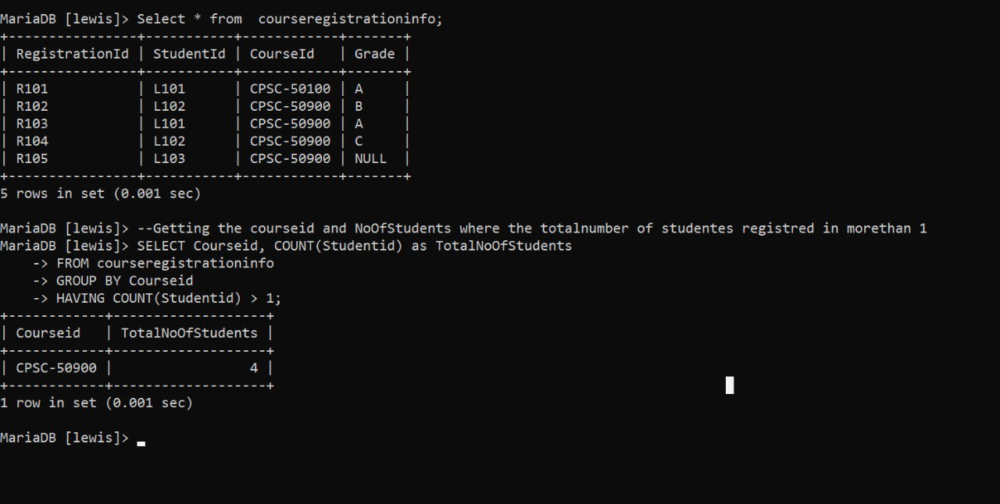 MariaDB [lewis]> Select * from  courseregistrationinfo;
+----------------+-----------+------------+-------+
| RegistrationId | StudentId | CourseId   | Grade |
+----------------+-----------+------------+-------+
| R101           | L101      | CPSC-50100 | A     |
| R102           | L102      | CPSC-50900 | B     |
| R103           | L101      | CPSC-50900 | A     |
| R104           | L102      | CPSC-50900 | C     |
| R105           | L103      | CPSC-50900 | NULL  |
+----------------+-----------+------------+-------+
5 rows in set (0.001 sec)
MariaDB [lewis]> --Getting the courseid and NoOfStudents where the totalnumber of studentes registred in morethan 1
MariaDB [lewis]> SELECT Courseid, COUNT(Studentid) as TotalNoOfStudents
    -> FROM courseregistrationinfo
    -> GROUP BY Courseid
    -> HAVING COUNT(Studentid) > 1;
+------------+-------------------+
| Courseid   | TotalNoOfStudents |
+------------+-------------------+
| CPSC-50900 |                 4 |
+------------+-------------------+
1 row in set (0.001 sec)
MariaDB [lewis]>